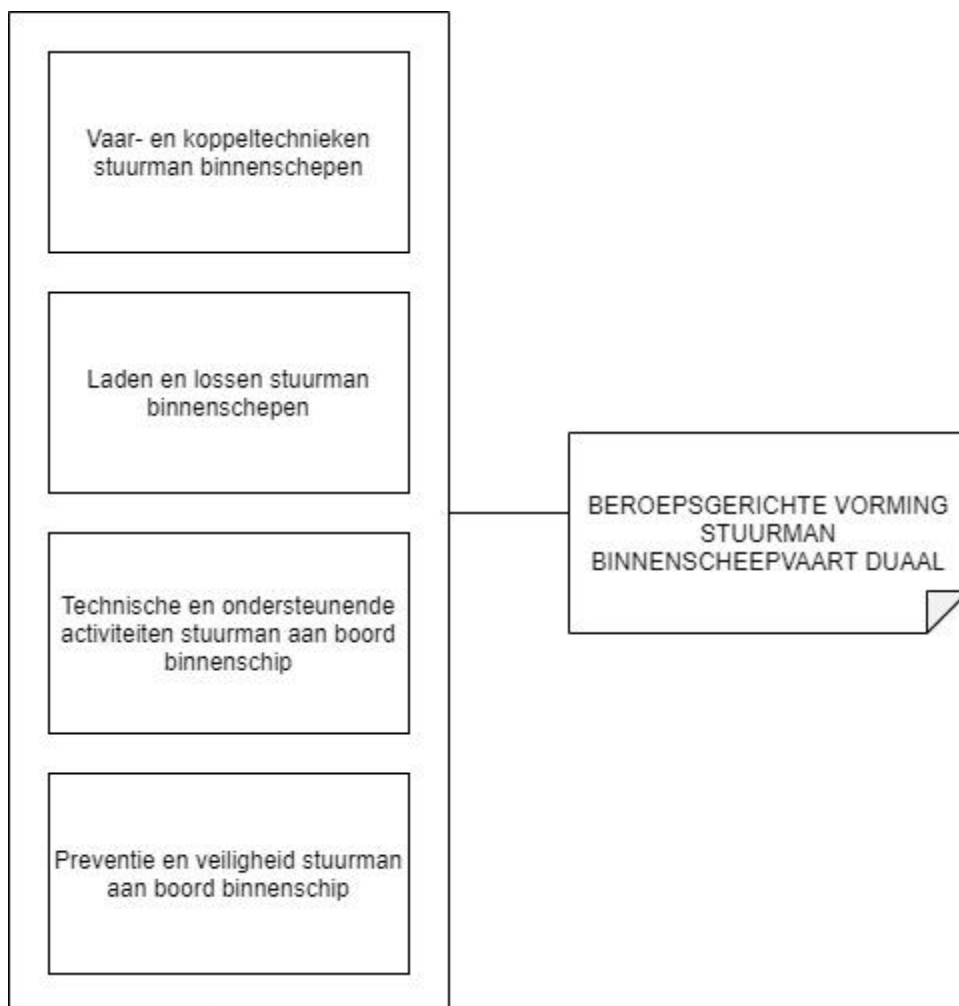 Vaar- en koppeltechnieken
stuurman binnenschepen
Laden en lossen stuurman
binnenschepen
Technische en ondersteunende
activiteiten stuurman aan boord
binnenschip
Preventie en veiligheid stuurman
aan boord binnenschip
BEROEPSGERICHTE VORMING
STUURMAN
BINNENSCHEEPVAART DUAAL